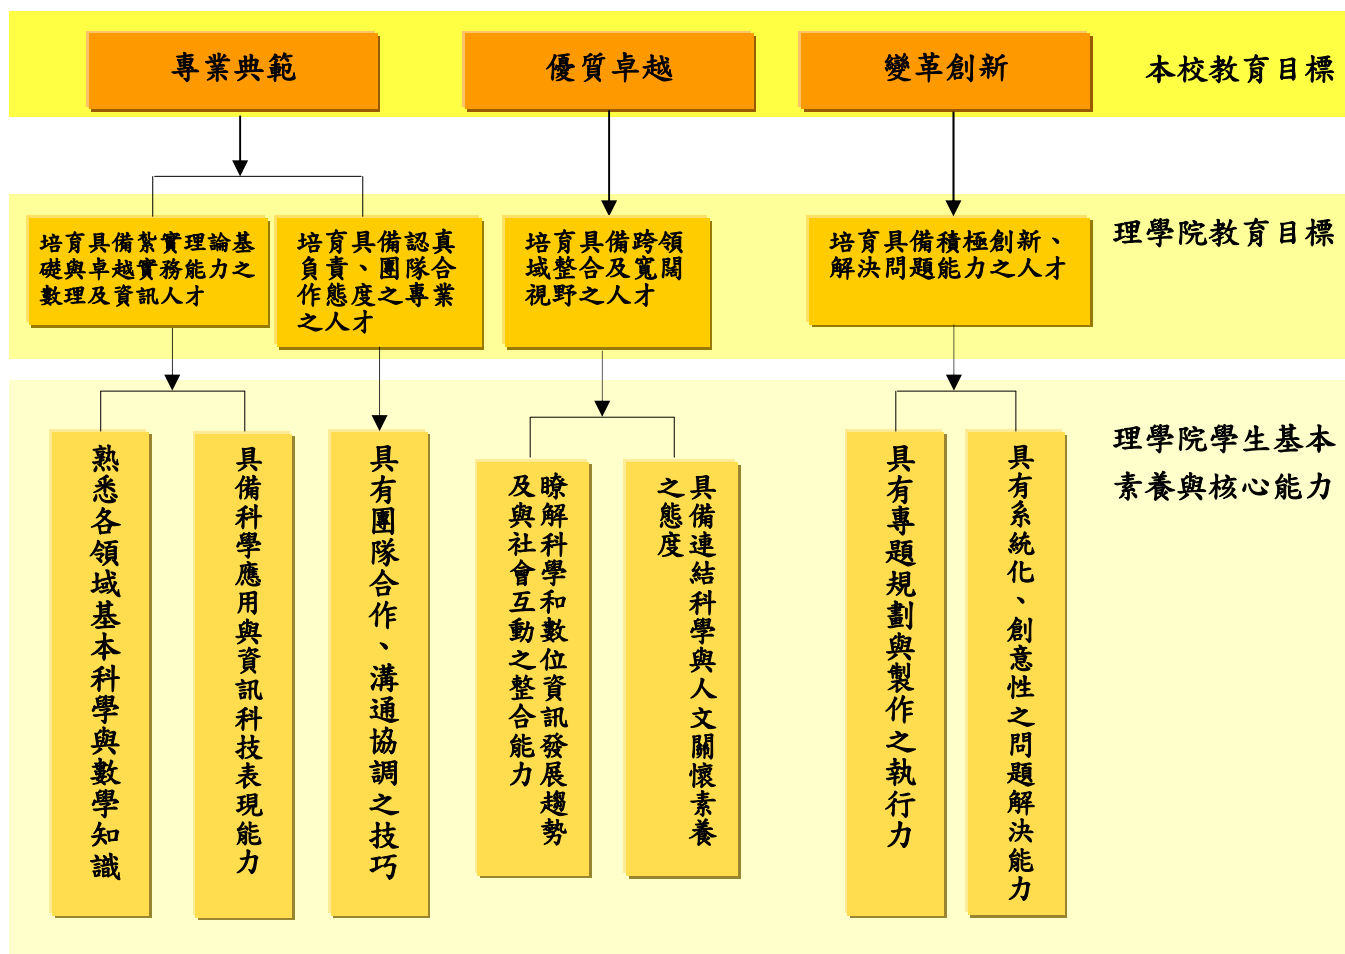 專業典範
優質卓越
變革創新
本校教育目標
培育具備紮實理論基
礎與卓越實務能力之
數理及資訊人才
培育具備認真
負責、團隊合
作態度之專業
之人才
培育具備跨領
域整合及寬闊
視野之人才
培育具備積極創新、
解決問題能力之人才
理學院教育目標
熟悉各領域基本科學與數學知識
具備科學應用與資訊科技表現能力
具有團隊合作、溝通協調之技巧
瞭解科學和數位資訊發展趨勢
及與社會互動之整合能力
具備連結科學與人文關懷素養
之態度
具有專題規劃與製作之執行力
具有系統化、創意性之問題解決能力
理學院學生基本
素養與核心能力